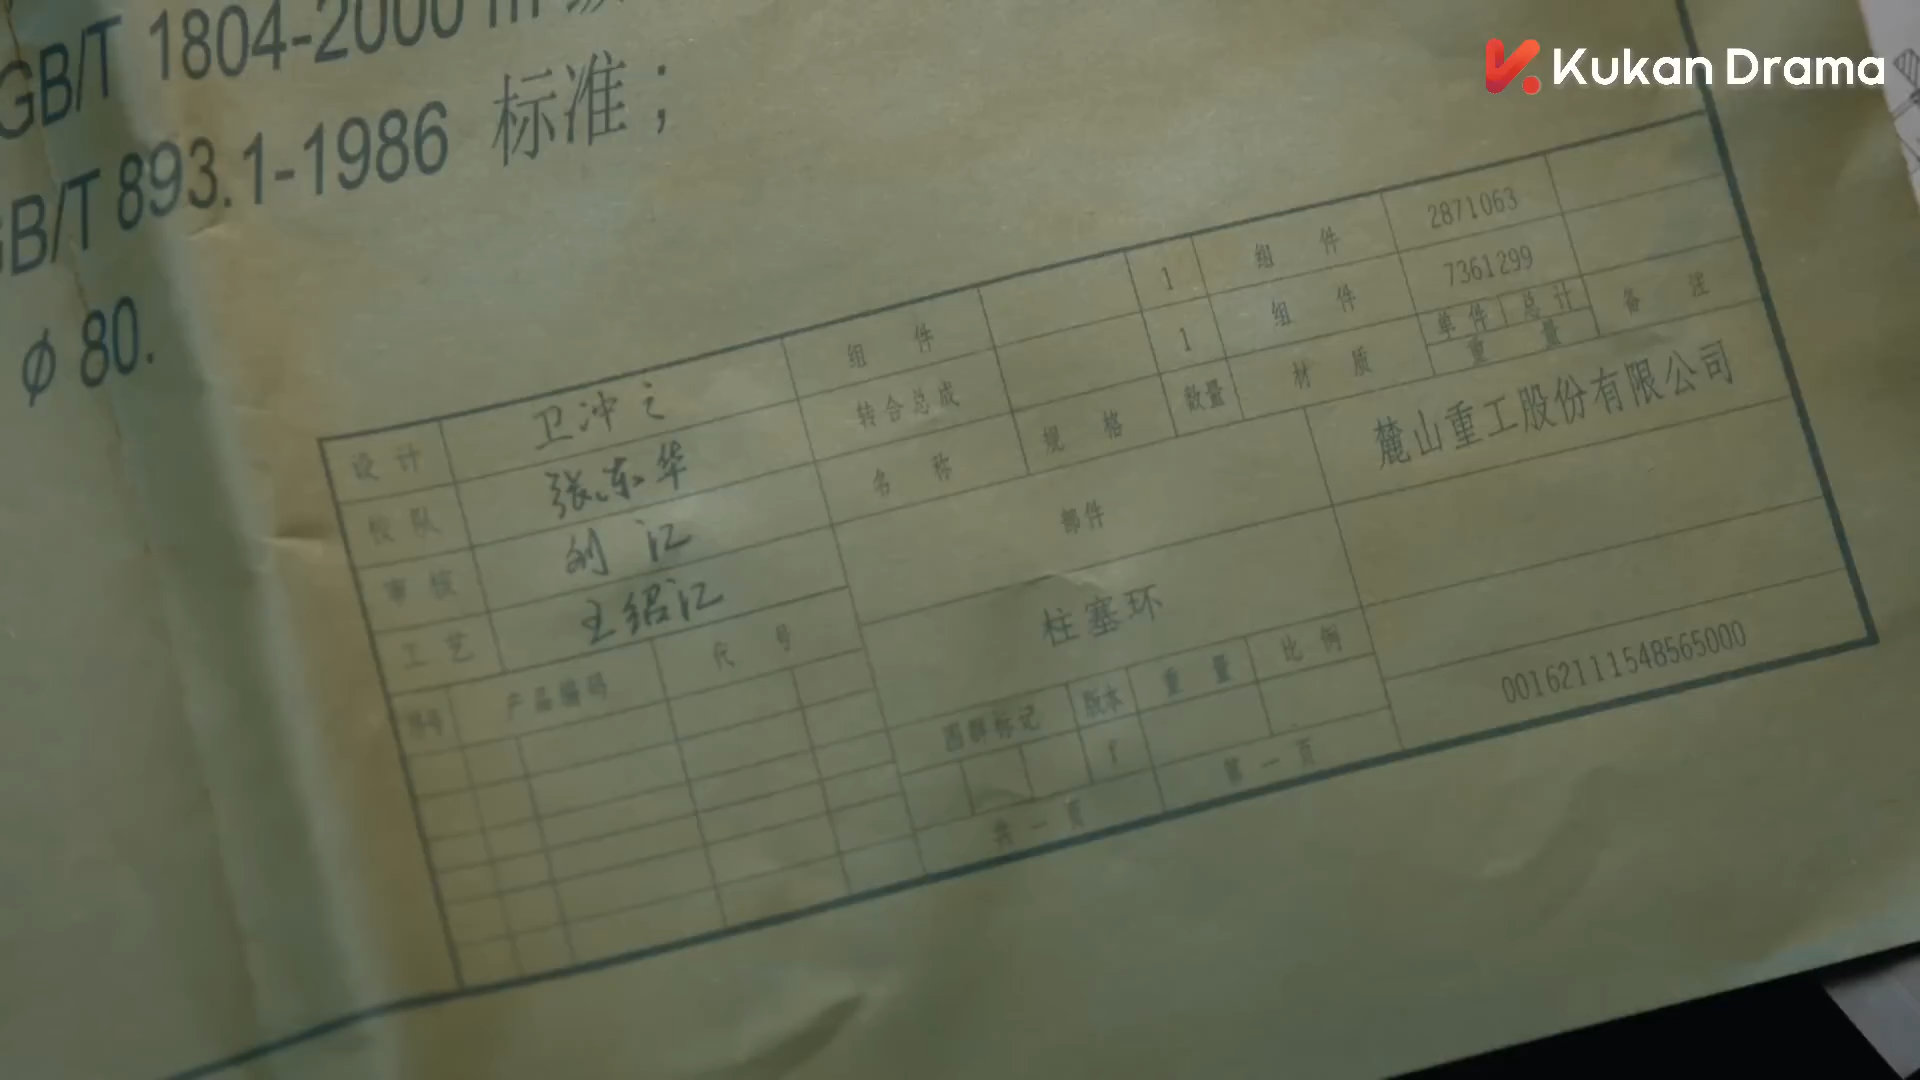 Kukan Drama
GB/T 1804-2000 m
GB/T 893.1-1986 标准；
ϕ 80.
设计 卫冲之 组件 1 组件 2871063
校队 张东华 转合总成 1 组件 7361299
审核 刘江 名称 规格 数量 材质 单件 总计 备注
重量
工艺 王绍江 部件 麓山重工股份有限公司
序号 产品编码 代号 柱塞环
图样标记 版本 重量 比例 00162111548565000
共一页 第一页